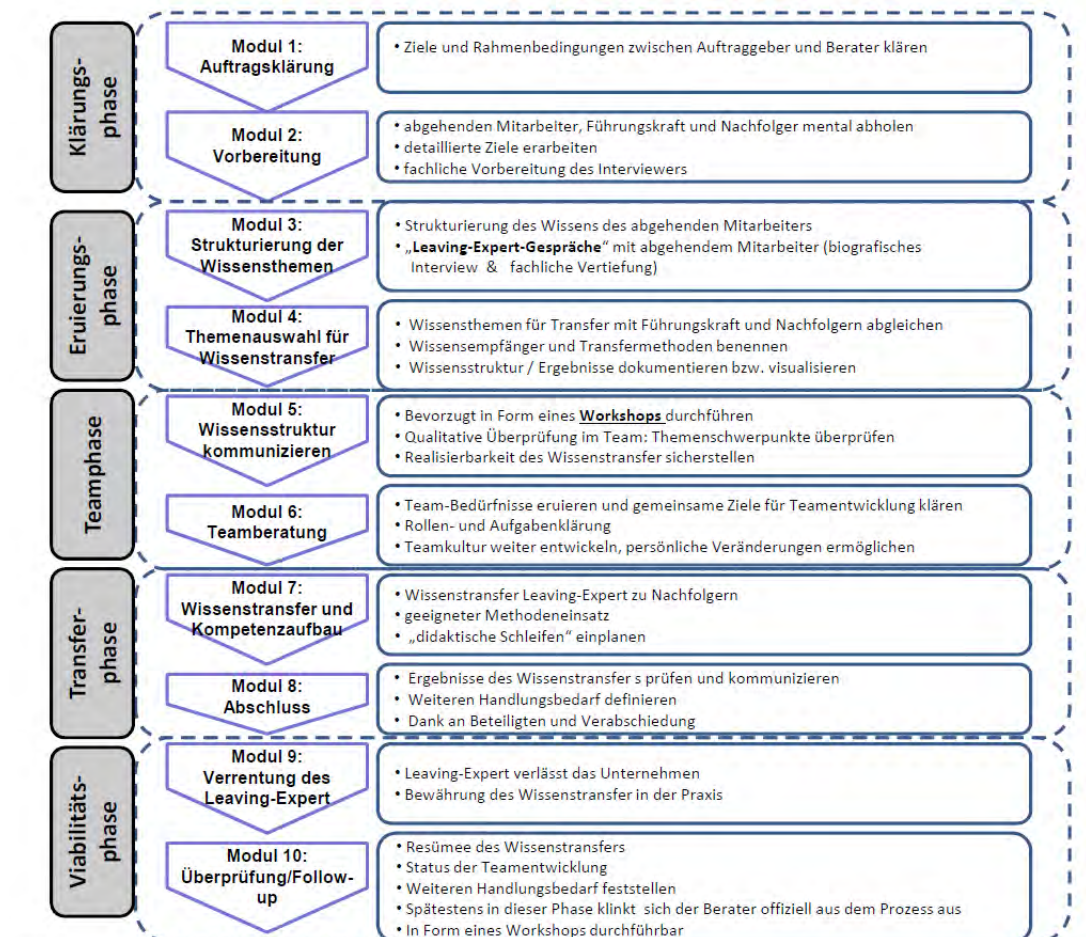 Klärungs-
phase
Modul 1:
Auftragsklärung
• Ziele und Rahmenbedingungen zwischen Auftraggeber und Berater klären
Modul 2:
Vorbereitung
• abgehenden Mitarbeiter, Führungskraft und Nachfolger mental abholen
• detaillierte Ziele erarbeiten
• fachliche Vorbereitung des Interviewers
Eruierungs-
phase
Modul 3:
Strukturierung der
Wissensthemen
• Strukturierung des Wissens des abgehenden Mitarbeiters
• „Leaving-Expert-Gespräche“ mit abgehendem Mitarbeiter (biografisches
Interview & fachliche Vertiefung)
Modul 4:
Themenauswahl für
Wissenstransfer
• Wissensthemen für Transfer mit Führungskraft und Nachfolgern abgleichen
• Wissensempfänger und Transfermethoden benennen
• Wissensstruktur / Ergebnisse dokumentieren bzw. visualisieren
Teamphase
Modul 5:
Wissensstruktur
kommunizieren
• Bevorzugt in Form eines Workshops durchführen
• Qualitative Überprüfung im Team: Themenschwerpunkte überprüfen
• Realisierbarkeit des Wissenstransfer sicherstellen
Modul 6:
Teamberatung
• Team-Bedürfnisse eruieren und gemeinsame Ziele für Teamentwicklung klären
• Rollen- und Aufgabenklärung
• Teamkultur weiter entwickeln, persönliche Veränderungen ermöglichen
Transfer-
phase
Modul 7:
Wissenstransfer und
Kompetenzaufbau
• Wissenstransfer Leaving-Expert zu Nachfolgern
• geeigneter Methodeneinsatz
• „didaktische Schleifen“ einplanen
Modul 8:
Abschluss
• Ergebnisse des Wissenstransfer s prüfen und kommunizieren
• Weiteren Handlungsbedarf definieren
• Dank an Beteiligten und Verabschiedung
Viabilitäts-
phase
Modul 9:
Verrentung des
Leaving-Expert
• Leaving-Expert verlässt das Unternehmen
• Bewährung des Wissenstransfer in der Praxis
Modul 10:
Überprüfung/Follow-
up
• Resümee des Wissenstransfers
• Status der Teamentwicklung
• Weiteren Handlungsbedarf feststellen
• Spätestens in dieser Phase klinkt sich der Berater offiziell aus dem Prozess aus
• In Form eines Workshops durchführbar